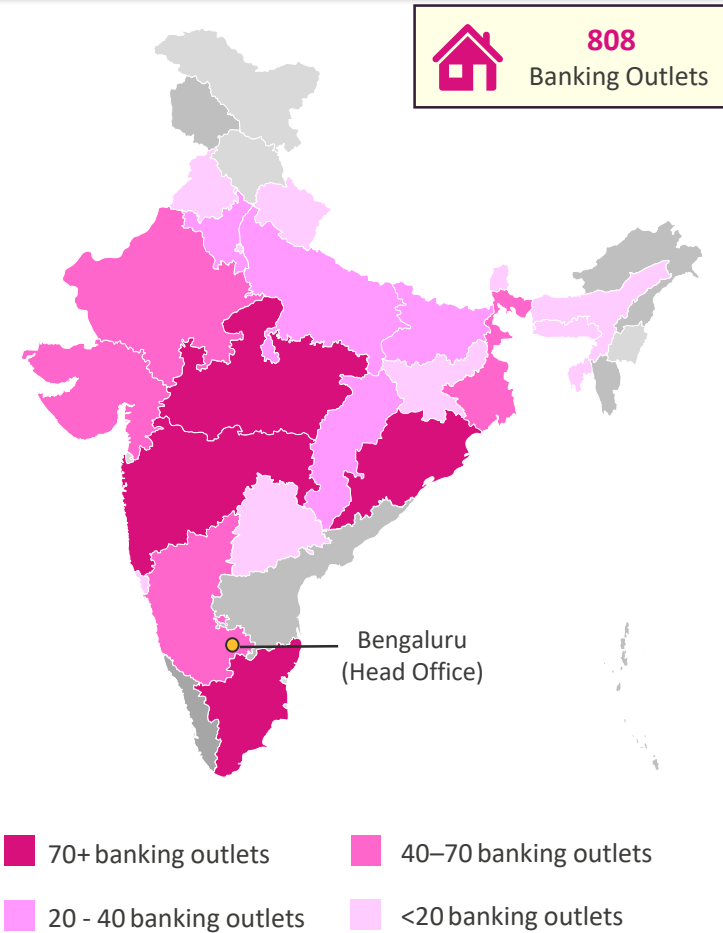 808
Banking Outlets
Bengaluru
(Head Office)
70+ banking outlets
40–70 banking outlets
20 - 40 banking outlets
<20 banking outlets